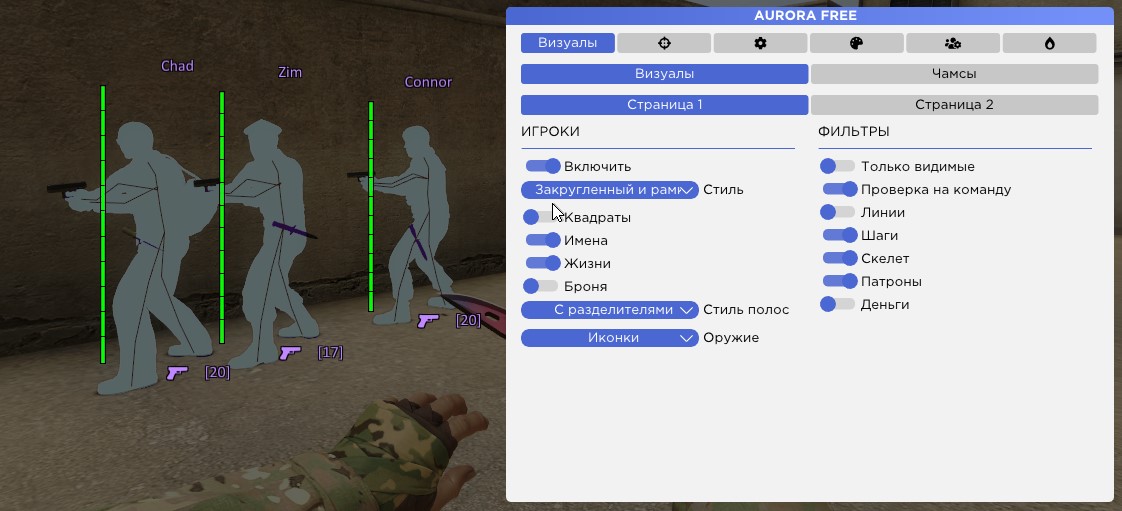 AURORA FREE
Визуалы
Визуалы Чамсы
Страница 1 Страница 2
ИГРОКИ
Включить
Закругленный и рам Стиль
Квадраты
Имена
Жизни
Броня
С разделителями Стиль полос
Иконки Оружие
ФИЛЬТРЫ
Только видимые
Проверка на команду
Линии
Шаги
Скелет
Патроны
Деньги
Chad
Zim
Connor
[20]
[17]
[20]